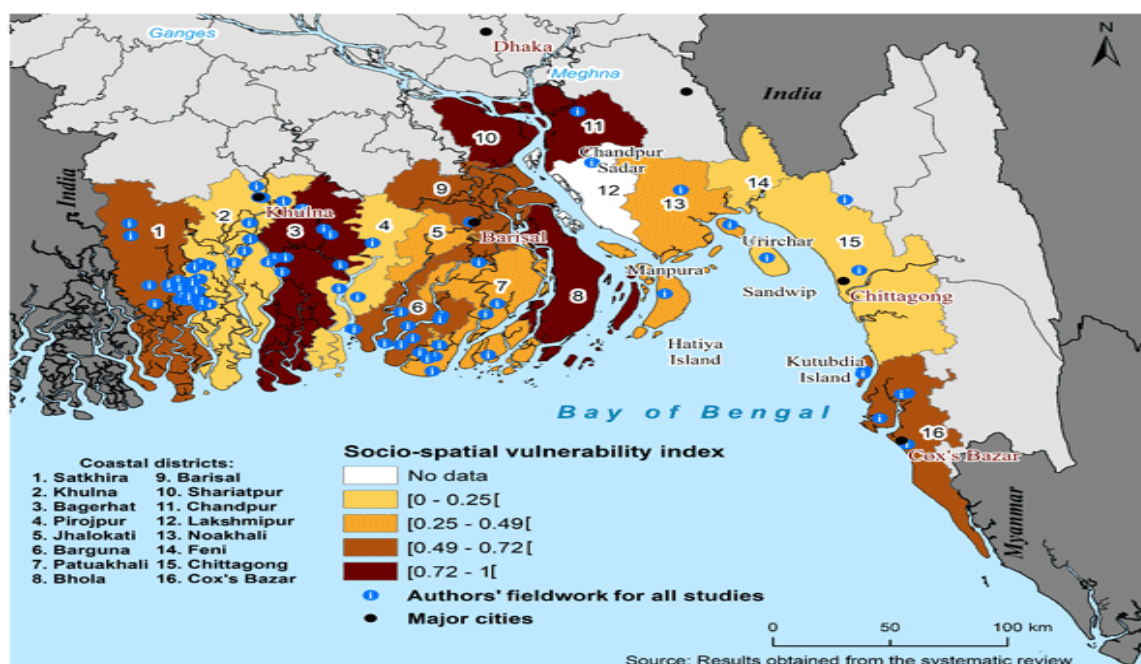 Ganges
Dhaka
Meghna
N
India
India
10
11
Chandpur
Sadar
9
12
14
1
2
Khulna
3
4
5
Barisal
13
15
Urirchar
Manpura
7
8
6
Sandwip
Chittagong
Hatiya
Island
Kutubdia
Island
Bay of Bengal
16
Cox's Bazar
Myanmar
Coastal districts:
1. Satkhira 9. Barisal
2. Khulna 10. Shariatpur
3. Bagerhat 11. Chandpur
4. Pirojpur 12. Lakshmipur
5. Jhalokati 13. Noakhali
6. Barguna 14. Feni
7. Patuakhali 15. Chittagong
8. Bhola 16. Cox's Bazar
Socio-spatial vulnerability index
No data
[0 - 0.25[
[0.25 - 0.49[
[0.49 - 0.72[
[0.72 - 1[
Authors' fieldwork for all studies
Major cities
0 50 100 km
Source: Results obtained from the systematic review